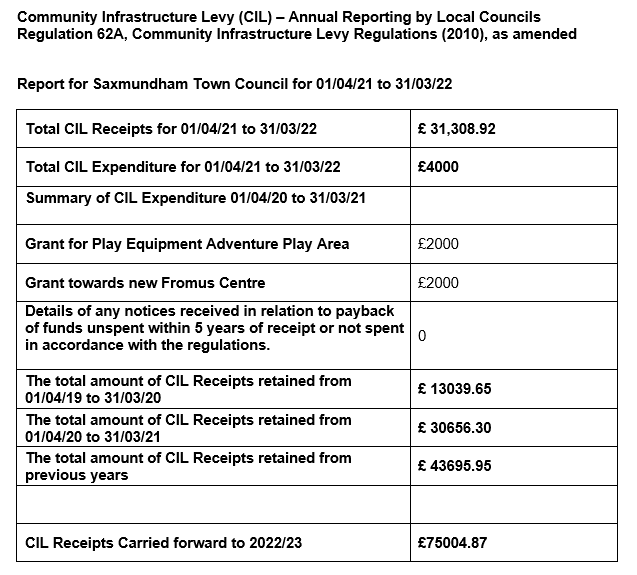 Community Infrastructure Levy (CIL) – Annual Reporting by Local Councils
Regulation 62A, Community Infrastructure Levy Regulations (2010), as amended
Report for Saxmundham Town Council for 01/04/21 to 31/03/22
Total CIL Receipts for 01/04/21 to 31/03/22 £ 31,308.92
Total CIL Expenditure for 01/04/21 to 31/03/22 £4000
Summary of CIL Expenditure 01/04/20 to 31/03/21
Grant for Play Equipment Adventure Play Area £2000
Grant towards new Fromus Centre £2000
Details of any notices received in relation to payback
of funds unspent within 5 years of receipt or not spent
in accordance with the regulations. 0
The total amount of CIL Receipts retained from
01/04/19 to 31/03/20 £ 13039.65
The total amount of CIL Receipts retained from
01/04/20 to 31/03/21 £ 30656.30
The total amount of CIL Receipts retained from
previous years £ 43695.95
CIL Receipts Carried forward to 2022/23 £75004.87